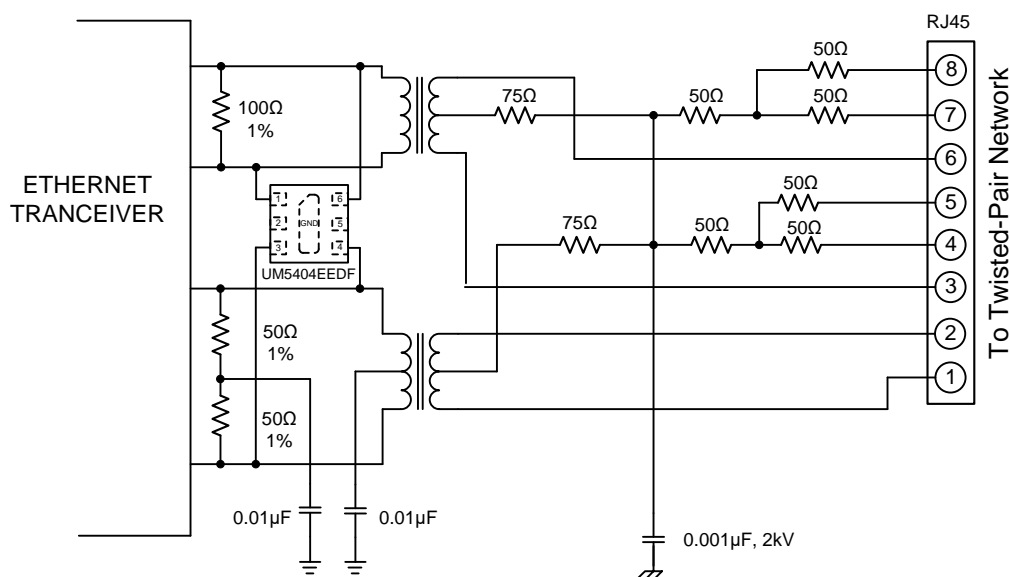 RJ45
50Ω
8
75Ω
50Ω
50Ω
7
100Ω
1%
6
ETHERNET
TRANCEIVER
1
6
2
GND
5
3
4
UM5404EEDF
50Ω
5
75Ω
50Ω
50Ω
4
3
50Ω
1%
2
1
50Ω
1%
To Twisted-Pair Network
0.01µF
0.01µF
0.001µF, 2kV